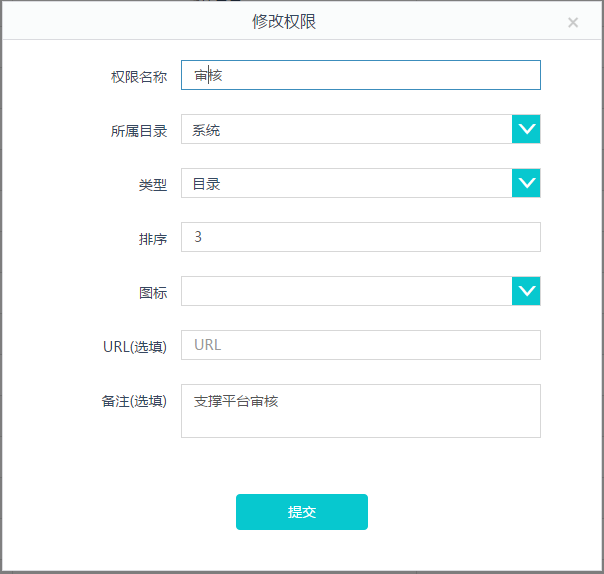 修改权限 ×
权限名称 审核
所属目录 系统
类型 目录
排序 3
图标
URL(选填) URL
备注(选填) 支撑平台审核
提交